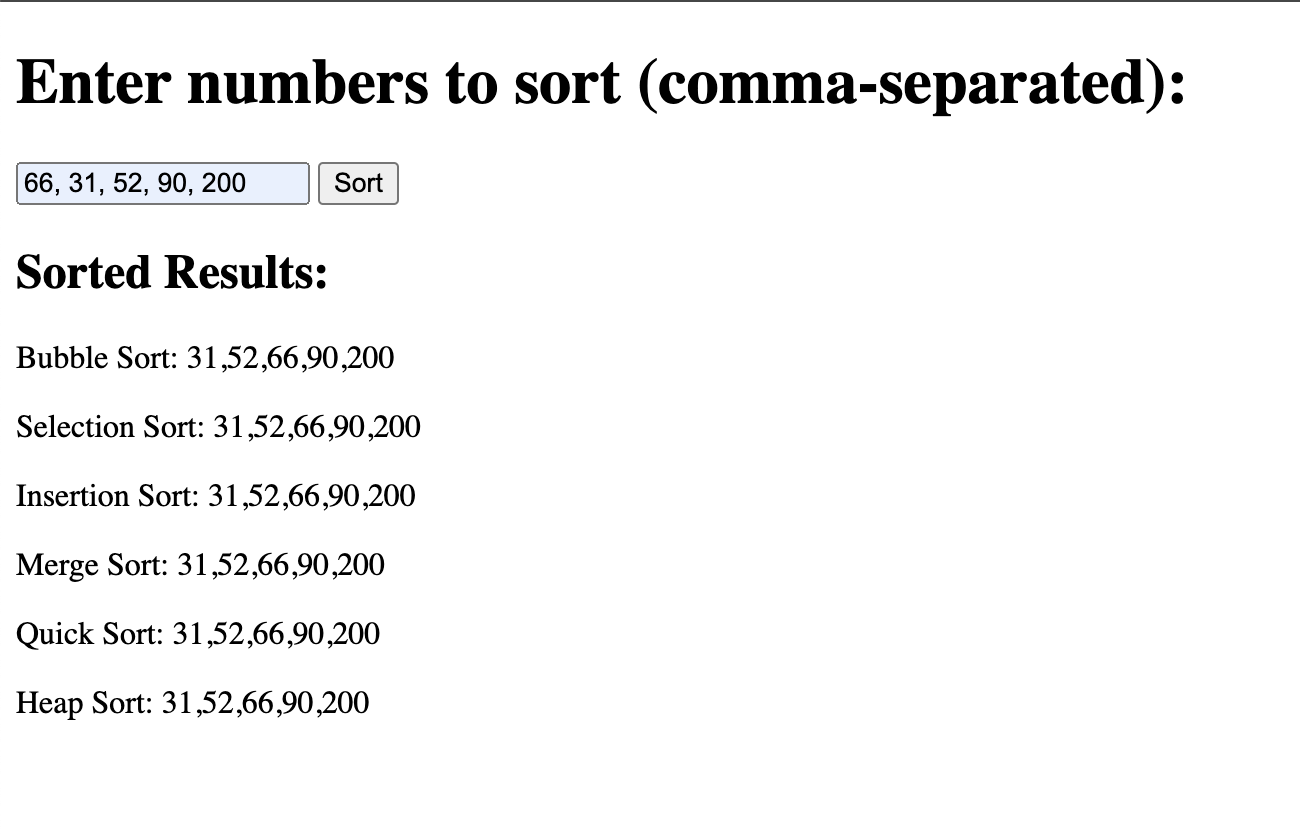 Enter numbers to sort (comma-separated):
66, 31, 52, 90, 200 Sort
Sorted Results:
Bubble Sort: 31,52,66,90,200
Selection Sort: 31,52,66,90,200
Insertion Sort: 31,52,66,90,200
Merge Sort: 31,52,66,90,200
Quick Sort: 31,52,66,90,200
Heap Sort: 31,52,66,90,200